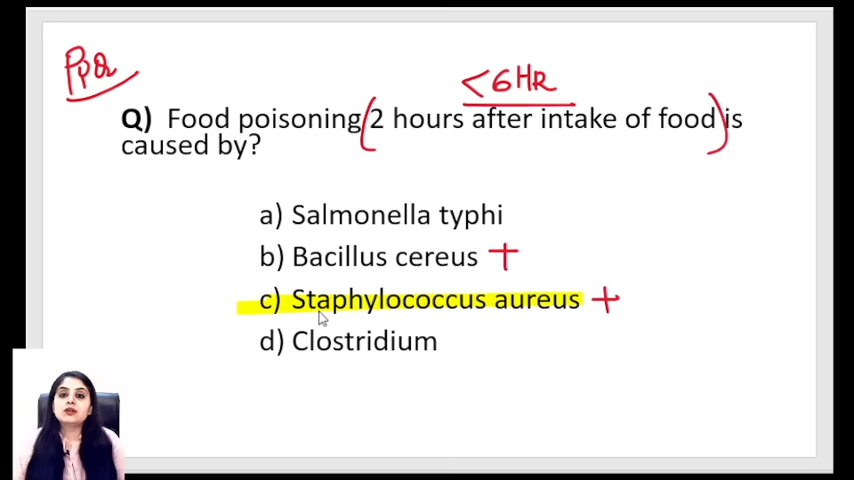 PYQ
<6HR
Q) Food poisoning (2 hours after intake of food) is
caused by?
a) Salmonella typhi
b) Bacillus cereus +
c) Staphylococcus aureus +
d) Clostridium